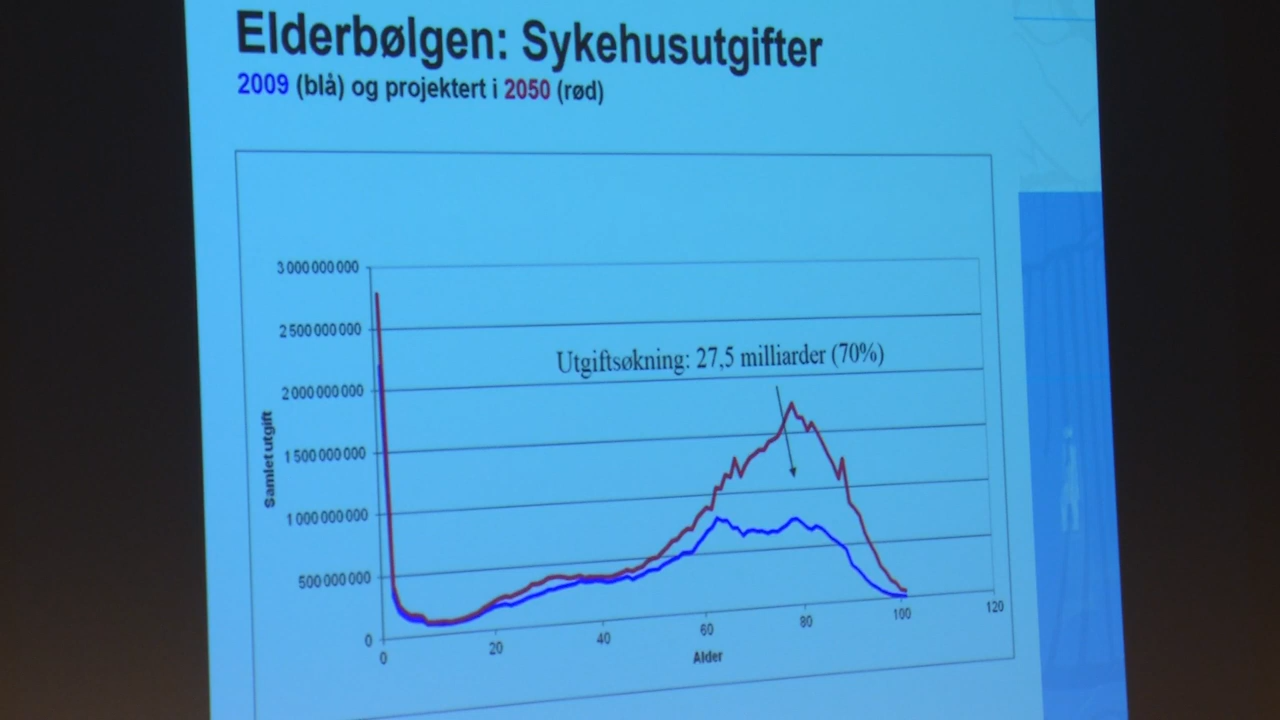 Elderbølgen: Sykehusutgifter
2009 (blå) og projektert i 2050 (rød)
3 000 000 000
2 500 000 000
2 000 000 000
1 500 000 000
1 000 000 000
500 000 000
0
Samlet utgift
Utgiftsøkning: 27,5 milliarder (70%)
0
20
40
60
80
100
120
Alder